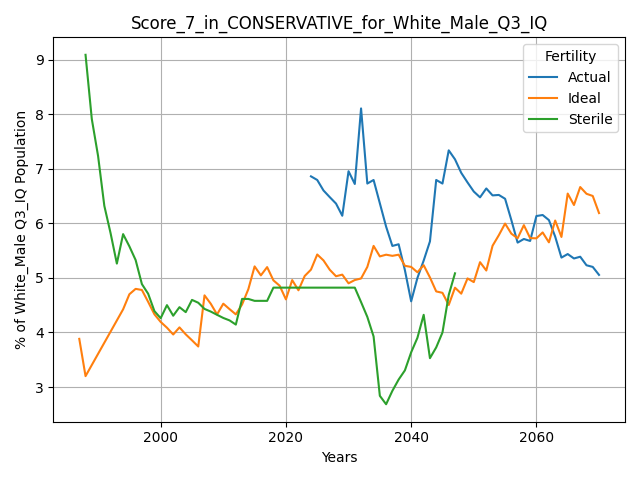 Score_7_in_CONSERVATIVE_for_White_Male_Q3_IQ
Fertility
Actual
Ideal
Sterile
% of White_Male Q3_IQ Population
9
8
7
6
5
4
3
2000
2020
2040
2060
Years